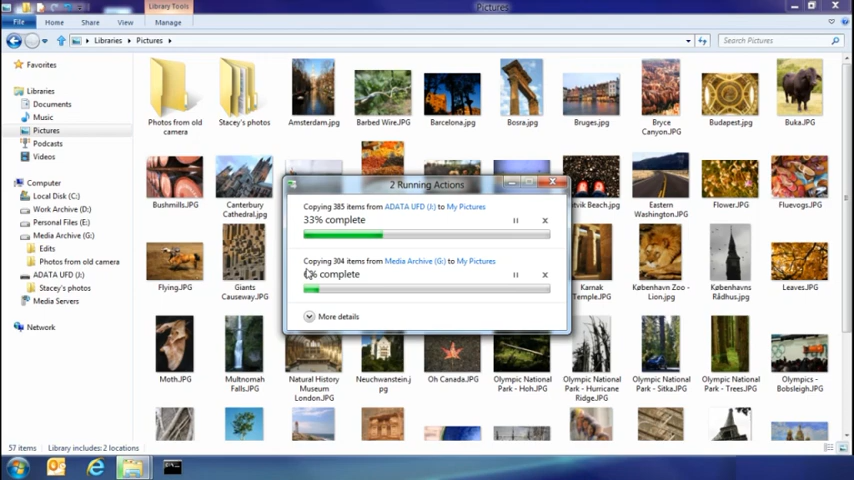 Library Tools
Pictures
File
Home
Share
View
Manage
Libraries
Pictures
Search Pictures
Favorites
Libraries
Documents
Music
Pictures
Podcasts
Videos
Computer
Local Disk (C:)
Work Archive (D:)
Personal Files (E:)
Media Archive (G:)
Edits
Photos from old camera
ADATA UFD (J:)
Stacey's photos
Media Servers
Network
Photos from old
camera
Stacey's photos
Amsterdam.jpg
Barbed Wire.JPG
Barcelona.jpg
Bosra.jpg
Bruges.jpg
Bryce
Canyon.JPG
Budapest.jpg
Buka.JPG
Bushmills.JPG
Canterbury
Cathedral.jpg
Beach.JPG
Eastern
Washington.JPG
Flower.JPG
Fluevogs.JPG
2 Running Actions
Copying 385 items from ADATA UFD (J:) to My Pictures
33% complete
Copying 304 items from Media Archive (G:) to My Pictures
% complete
More details
Flying.JPG
Giants
Causeway.JPG
Karnak
Temple.JPG
København Zoo -
Lion.jpg
Københavns
Rådhus.jpg
Leaves.JPG
Moth.JPG
Multnomah
Falls.JPG
Natural History
Museum
London.JPG
Neuchwanstein.j
pg
Oh Canada.JPG
Olympic National
Park - Hoh.JPG
Olympic National
Park - Hurricane
Ridge.JPG
Olympic National
Park - Sitka.JPG
Olympic National
Park - Trees.JPG
Olympics -
Bobsleigh.JPG
57 items
Library includes: 2 locations